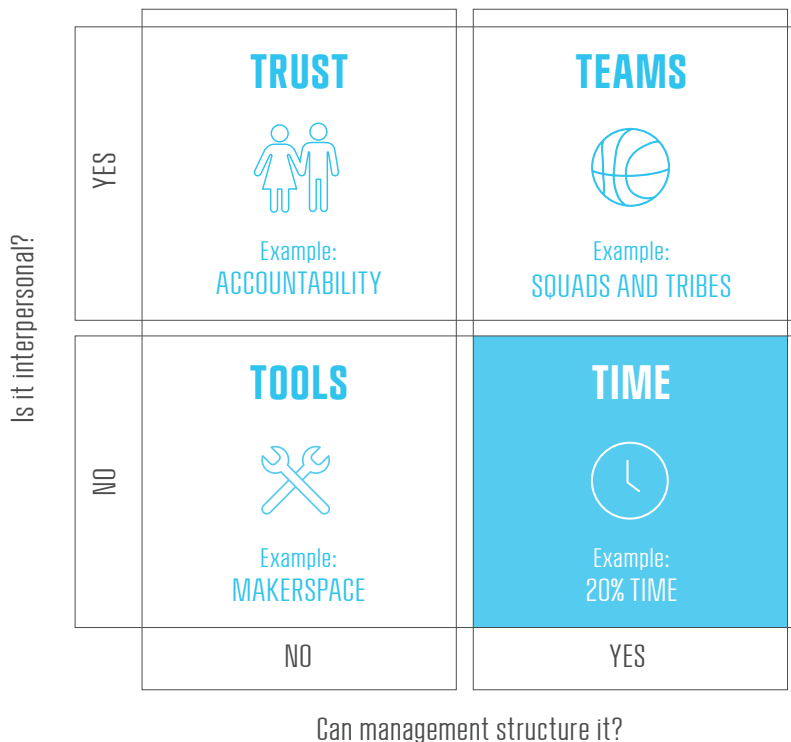 Is it interpersonal?
YES
TRUST
Example:
ACCOUNTABILITY
TEAMS
Example:
SQUADS AND TRIBES
NO
TOOLS
Example:
MAKERSPACE
TIME
Example:
20% TIME
NO
YES
Can management structure it?